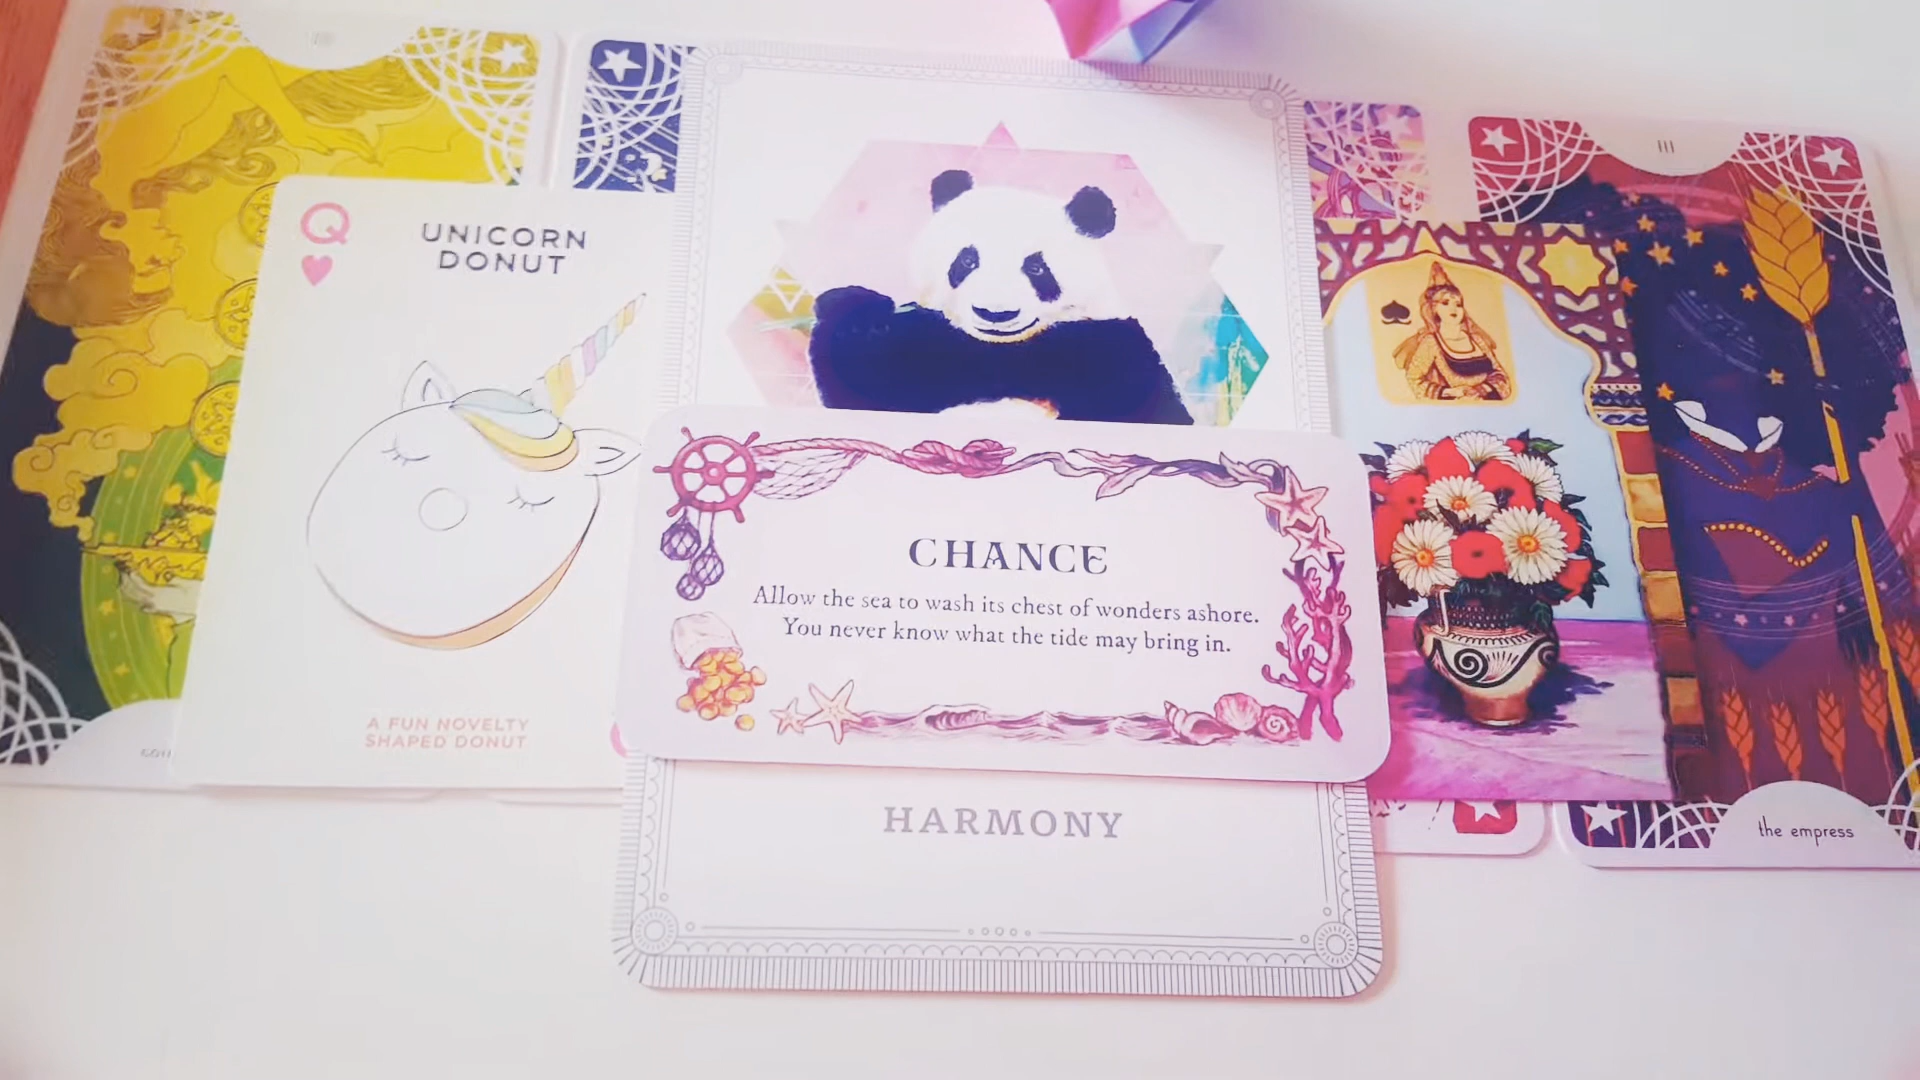 III
Q
UNICORN
DONUT
A FUN NOVELTY
SHAPED DONUT
CHANCE
Allow the sea to wash its chest of wonders ashore.
You never know what the tide may bring in.
HARMONY
the empress